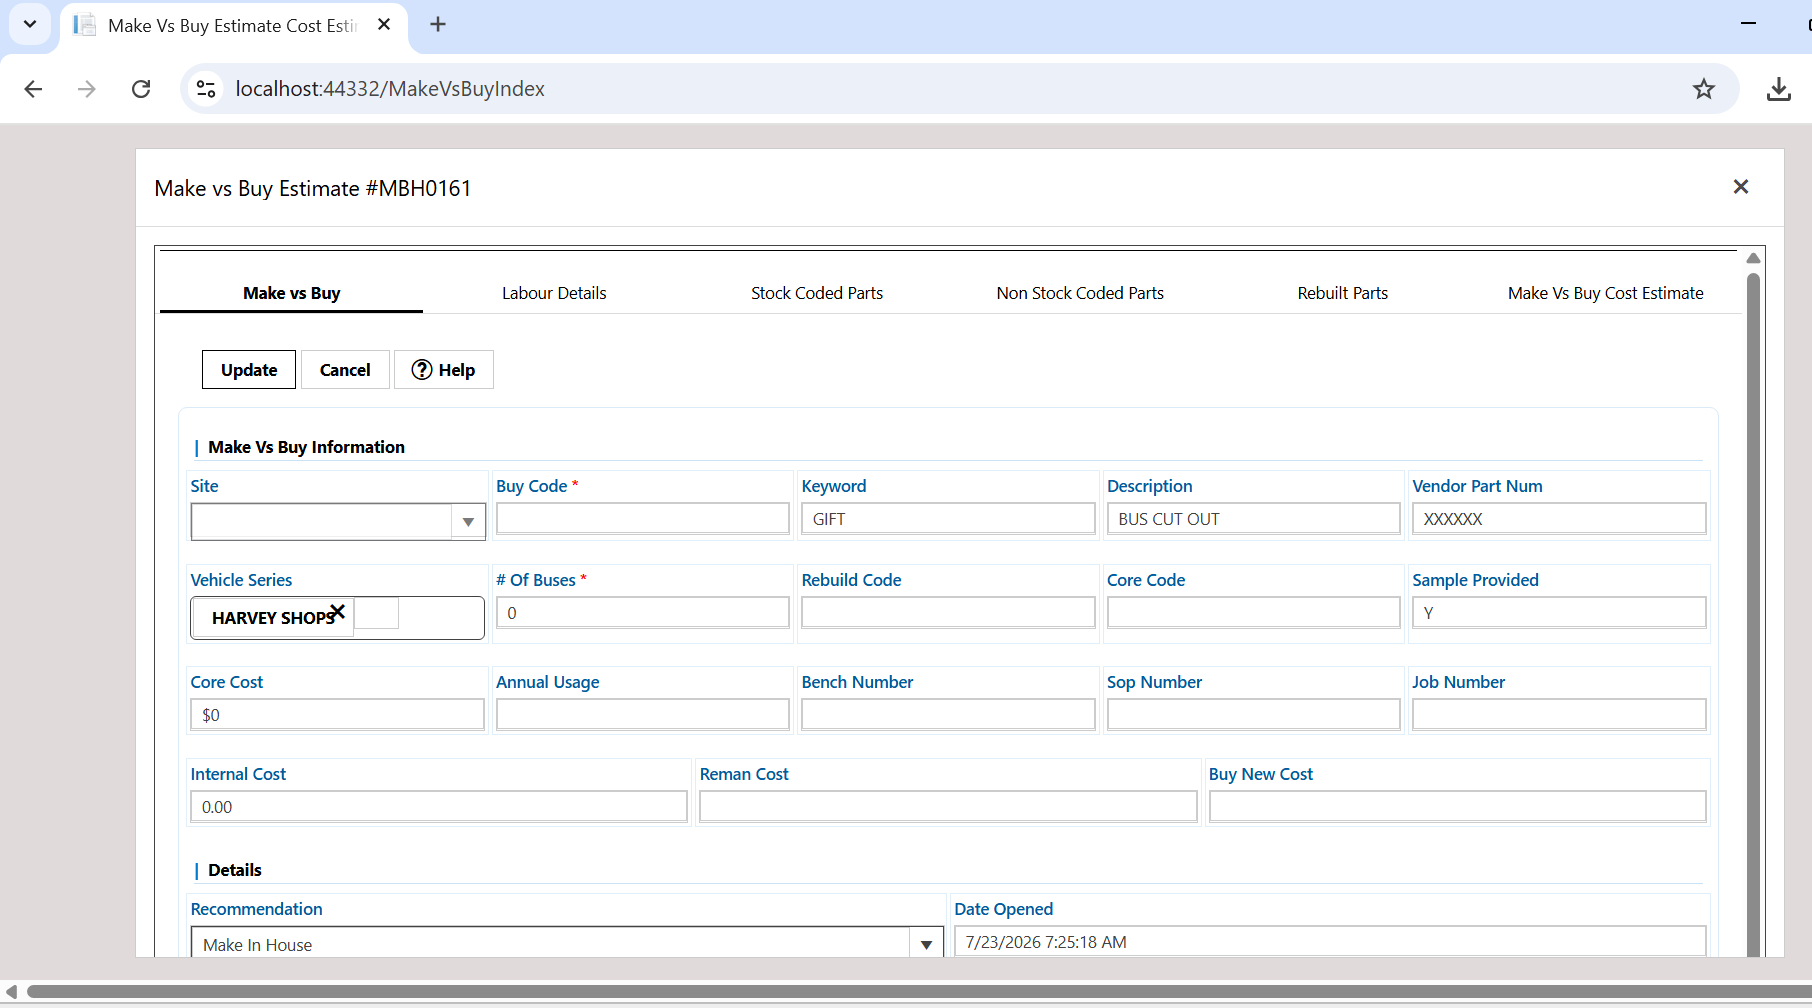 Make Vs Buy Estimate Cost Esti
localhost:44332/MakeVsBuyIndex
Make vs Buy Estimate #MBH0161
Make vs Buy Labour Details Stock Coded Parts Non Stock Coded Parts Rebuilt Parts Make Vs Buy Cost Estimate
Update Cancel Help
Make Vs Buy Information
Site Buy Code * Keyword Description Vendor Part Num
GIFT BUS CUT OUT XXXXXX
Vehicle Series # Of Buses * Rebuild Code Core Code Sample Provided
HARVEY SHOPS 0 Y
Core Cost Annual Usage Bench Number Sop Number Job Number
$0
Internal Cost Reman Cost Buy New Cost
0.00
Details
Recommendation Date Opened
Make In House 7/23/2026 7:25:18 AM